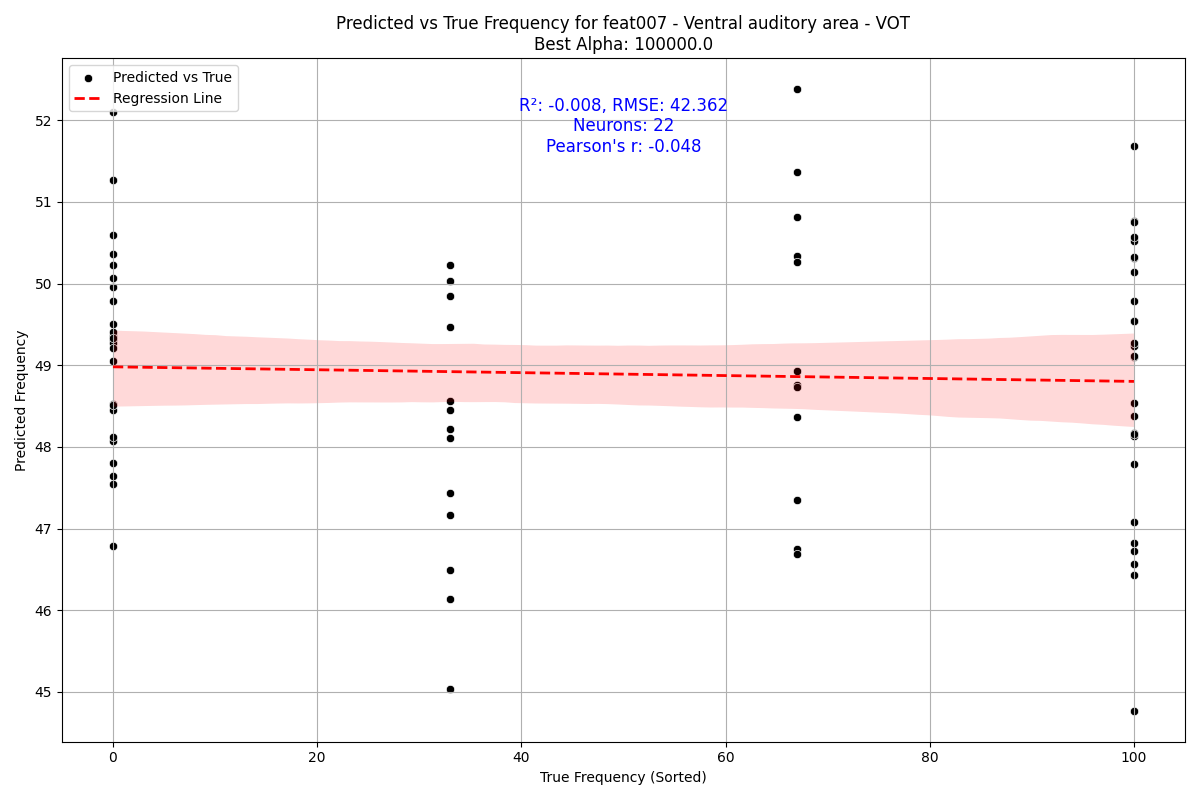 Predicted vs True Frequency for feat007 - Ventral auditory area - VOT
Best Alpha: 100000.0
Predicted vs True
Regression Line
R²: -0.008, RMSE: 42.362
Neurons: 22
Pearson's r: -0.048
Predicted Frequency
52
51
50
49
48
47
46
45
0
20
40
60
80
100
True Frequency (Sorted)